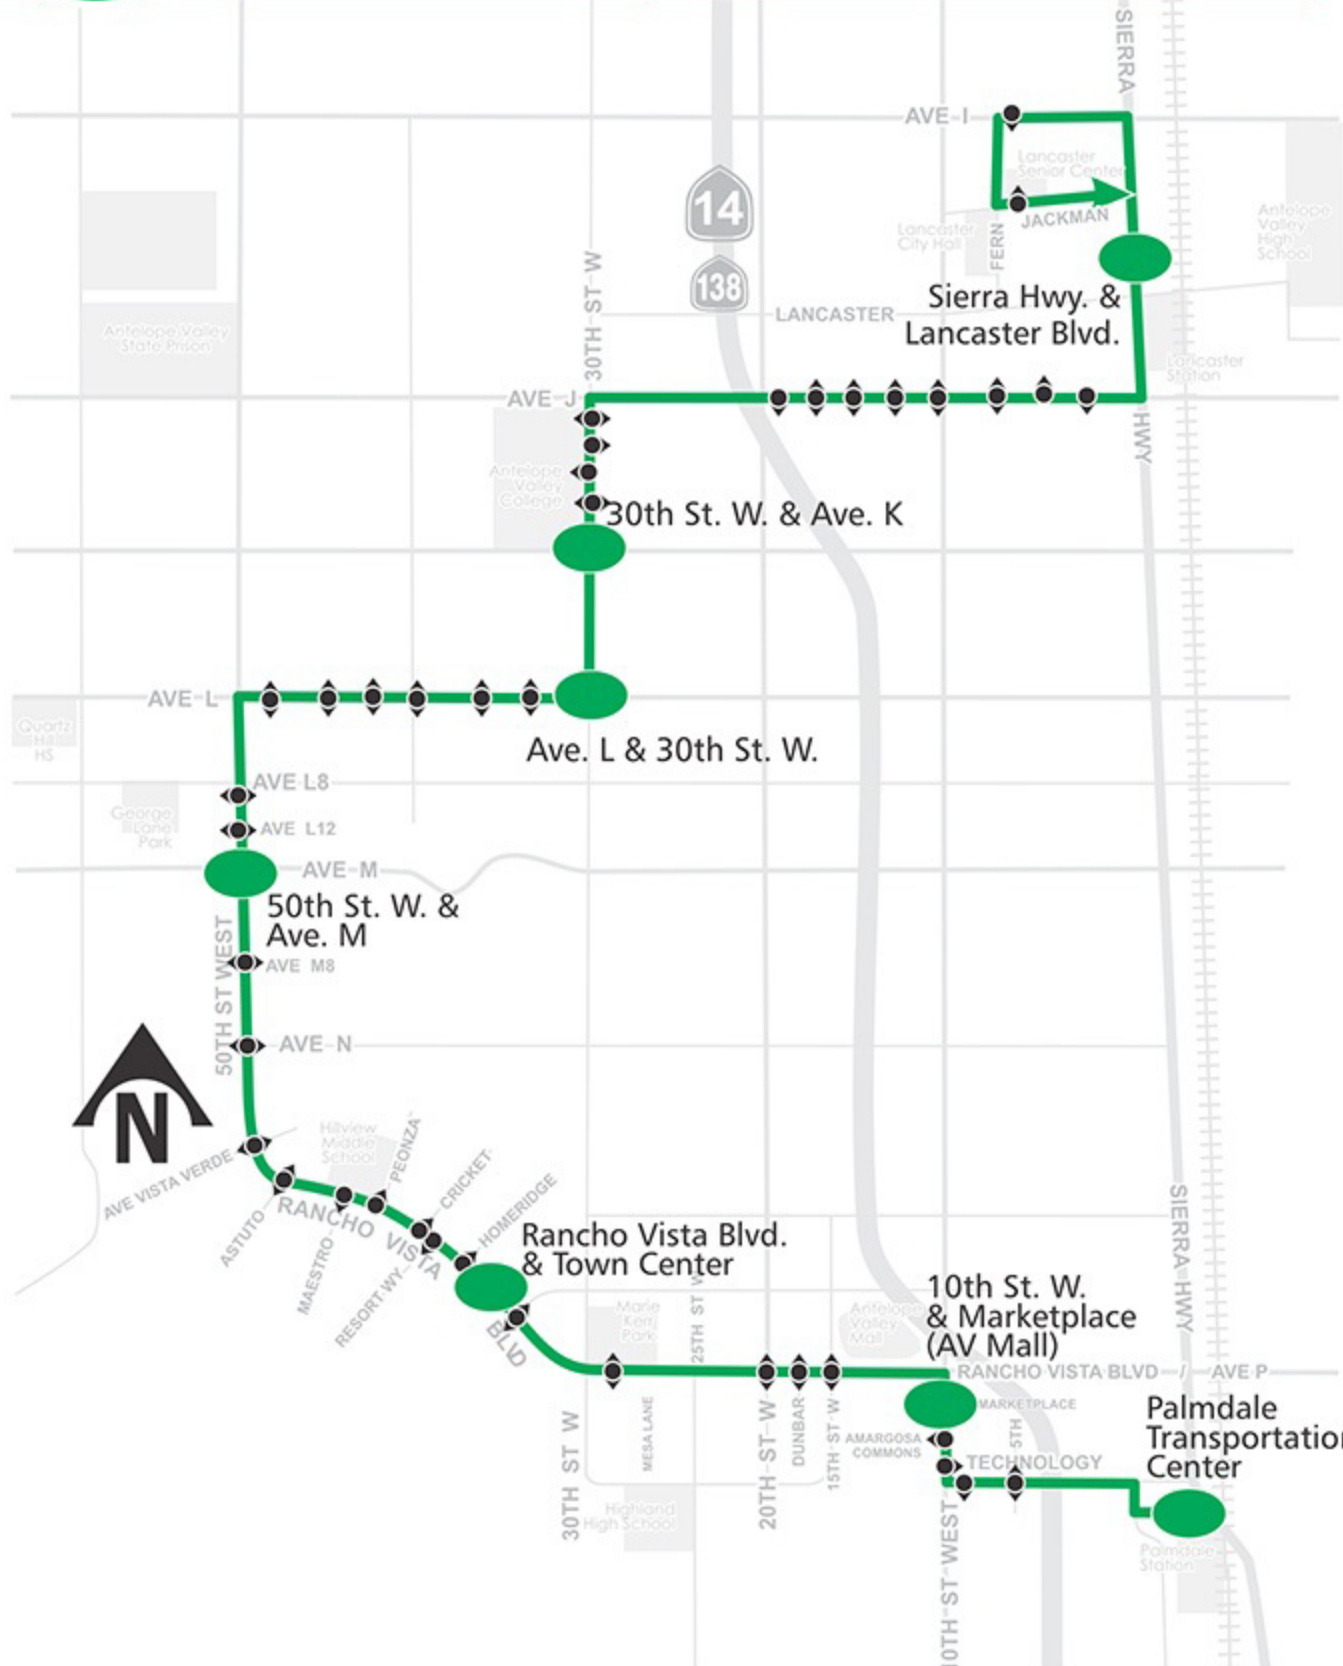 SIERRA
AVE I
Lancaster
Senior Center
14
JACKMAN
Antelope
Valley
High
School
Lancaster
City Hall
FERN
30TH ST W
138
Sierra Hwy. &
Lancaster Blvd.
LANCASTER
Antelope Valley
State Prison
Lancaster
Station
AVE J
HWY
Antelope
Valley
College
30th St. W. & Ave. K
AVE L
Quartz
Hill
HS
Ave. L & 30th St. W.
AVE L8
George
Lane
Park
AVE L12
AVE M
50th St. W. &
Ave. M
50TH ST WEST
AVE M8
AVE N
N
Hillview
Middle
School
PEONZA
CRICKET
AVE VISTA VERDE
HOMERIDGE
ASTUTO
RANCHO VISTA BLVD
MAESTRO
RESORT WY
SIERRA HWY
Rancho Vista Blvd.
& Town Center
10th St. W.
& Marketplace
(AV Mall)
Marie
Kerr
Park
25TH ST W
Antelope
Valley
Mall
RANCHO VISTA BLVD / AVE P
MARKETPLACE
Palmdale
Transportation
Center
MESA LANE
DUNBAR
15TH ST W
AMARGOSA
COMMONS
5TH
TECHNOLOGY
30TH ST W
20TH ST W
Highland
High School
10TH ST WEST
Palmdale
Station